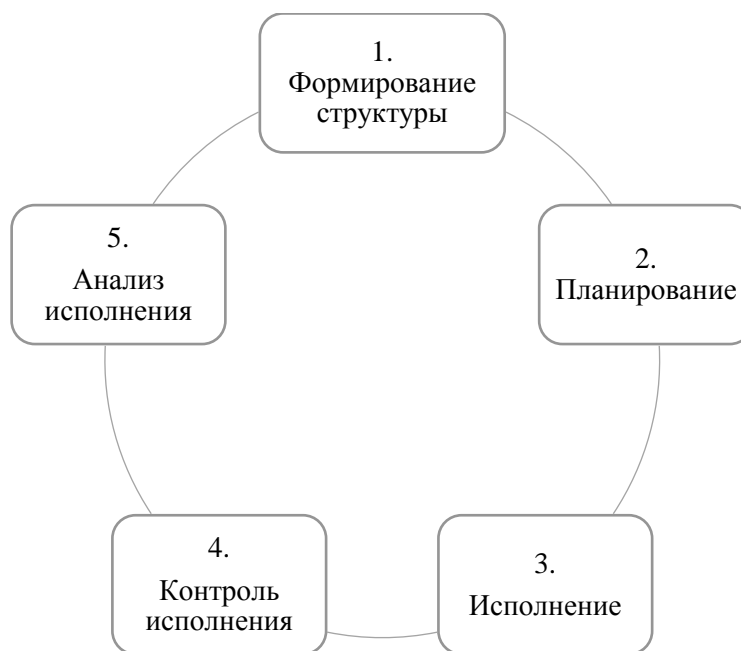 1.
Формирование
структуры
2.
Планирование
3.
Исполнение
4.
Контроль
исполнения
5.
Анализ
исполнения